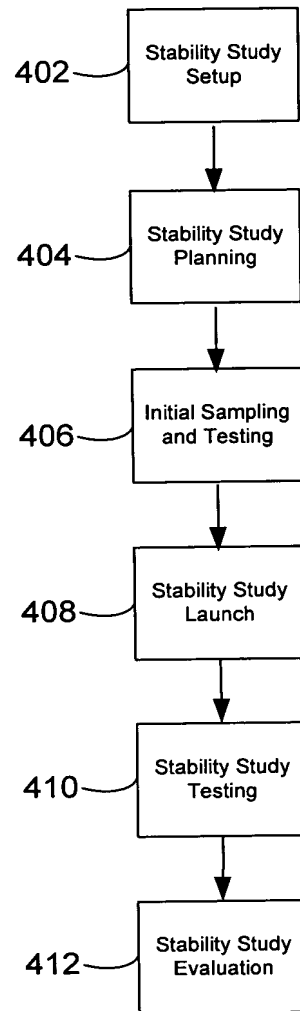 402
Stability Study
Setup
404
Stability Study
Planning
406
Initial Sampling
and Testing
408
Stability Study
Launch
410
Stability Study
Testing
412
Stability Study
Evaluation